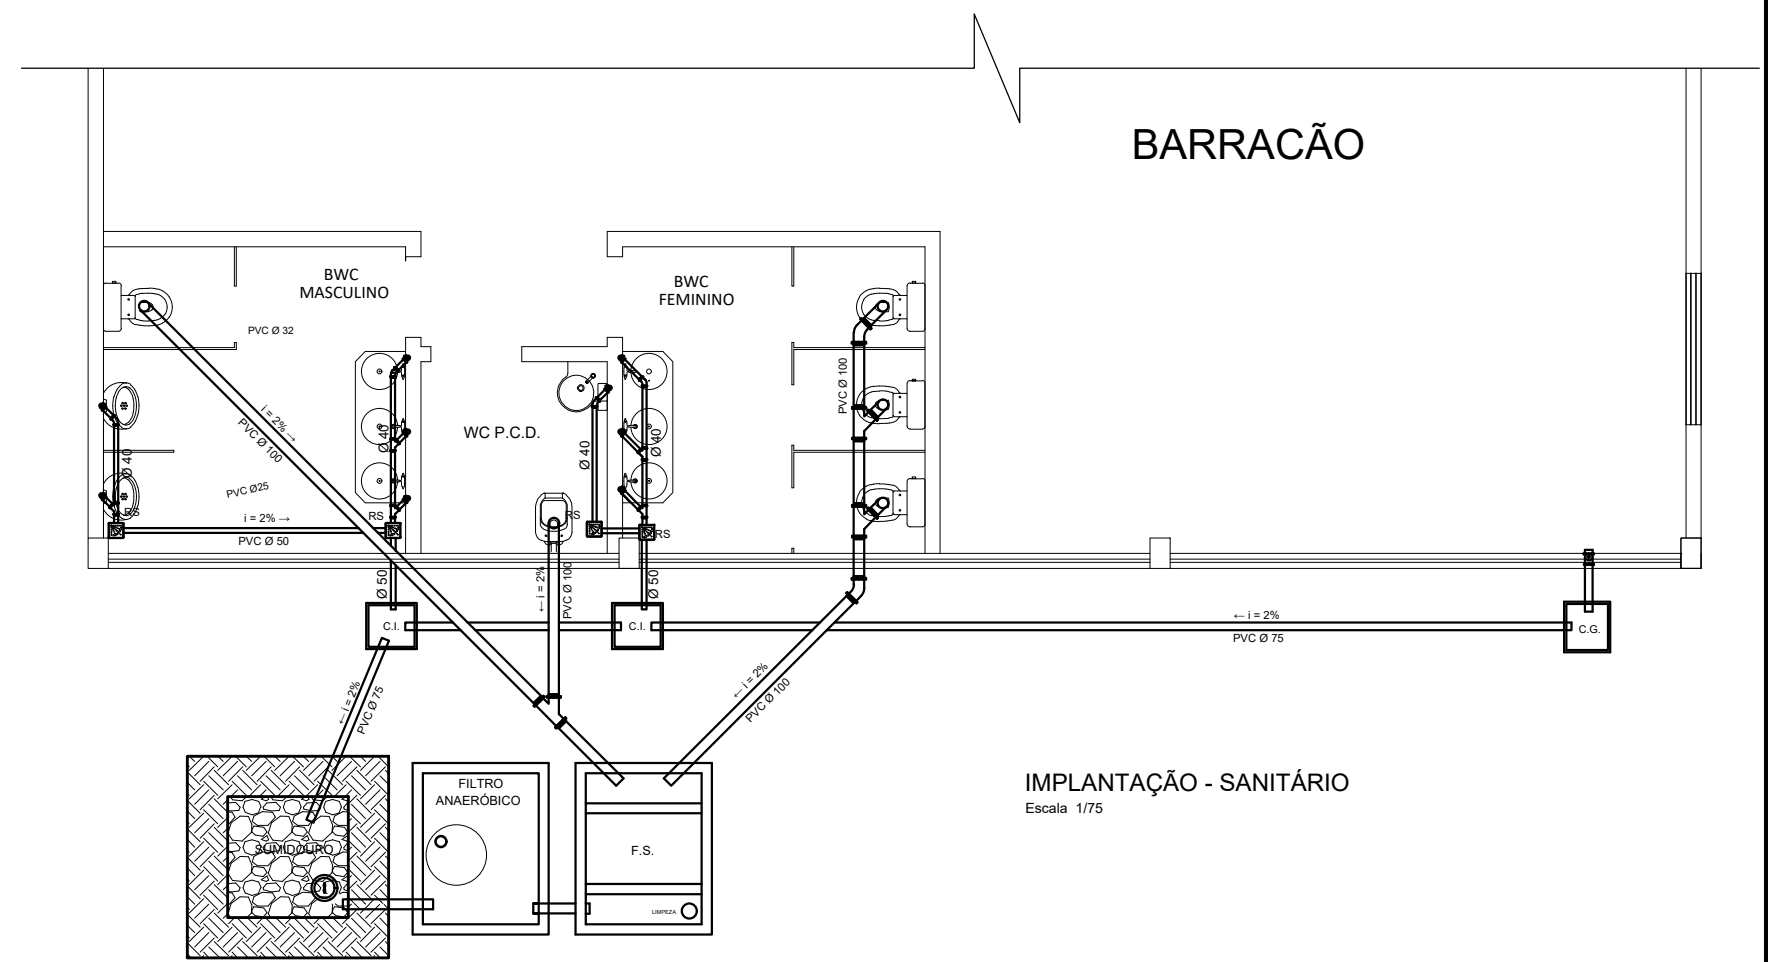 BARRACÃO
BWC
MASCULINO
BWC
FEMININO
PVC Ø 32
PVC Ø 100
i = 2% →
PVC Ø 100
Ø 40
Ø 40
WC P.C.D.
Ø 40
Ø 40
PVC Ø25
RS
i = 2% →
PVC Ø 50
RS
RS
RS
Ø 50
← i = 2%
PVC Ø 100
Ø 50
C.I.
C.I.
← i = 2%
PVC Ø 75
C.G.
← i = 2%
PVC Ø 75
← i = 2%
PVC Ø 100
FILTRO
ANAERÓBICO
SUMIDOURO
F.S.
LIMPEZA
IMPLANTAÇÃO - SANITÁRIO
Escala 1/75